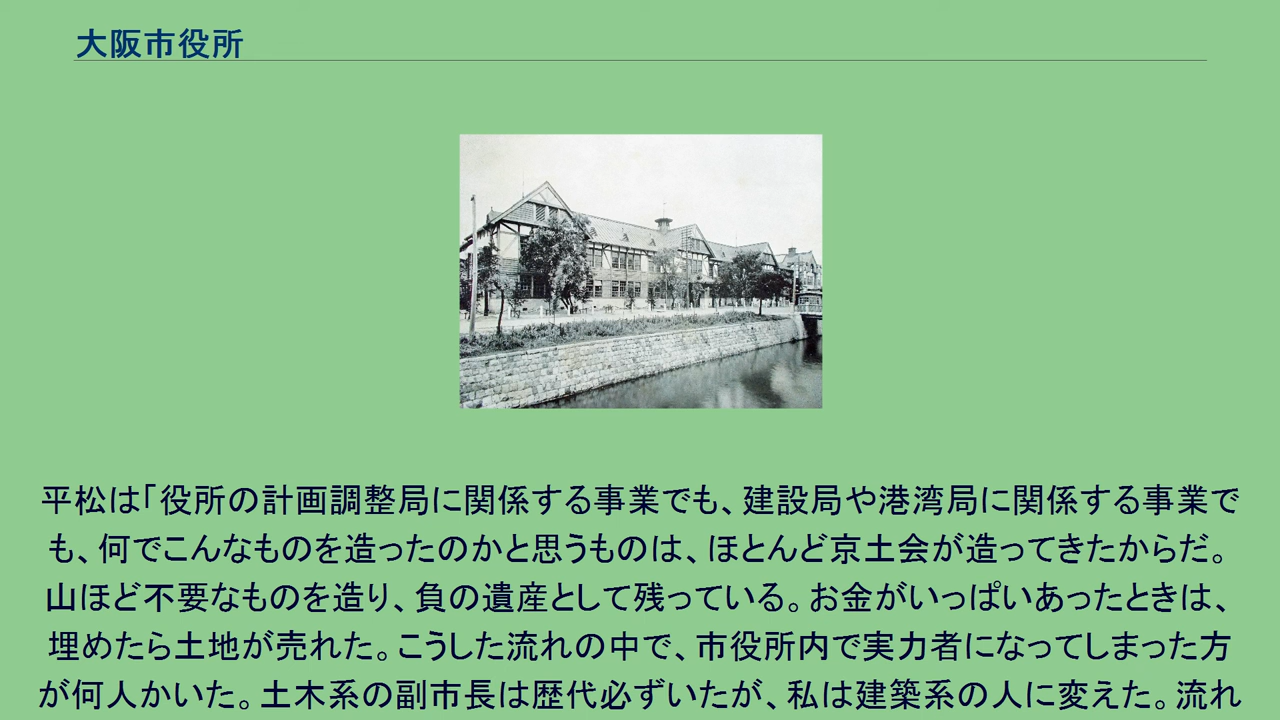 大阪市役所
平松は「役所の計画調整局に関係する事業でも、建設局や港湾局に関係する事業で
も、何でこんなものを造ったのかと思うものは、ほとんど京土会が造ってきたからだ。
山ほど不要なものを造り、負の遺産として残っている。お金がいっぱいあったときは、
埋めたら土地が売れた。こうした流れの中で、市役所内で実力者になってしまった方
が何人かいた。土木系の副市長は歴代必ずいたが、私は建築系の人に変えた。流れ